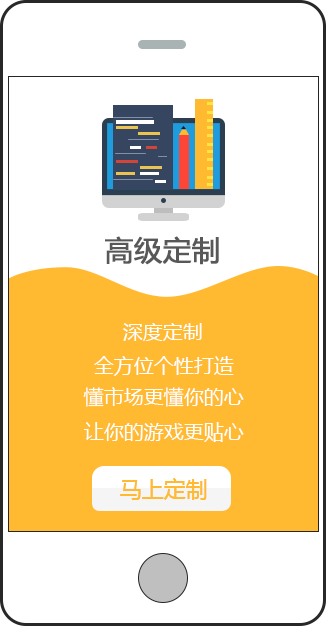 高级定制
深度定制
全方位个性打造
懂市场更懂你的心
让你的游戏更贴心
马上定制